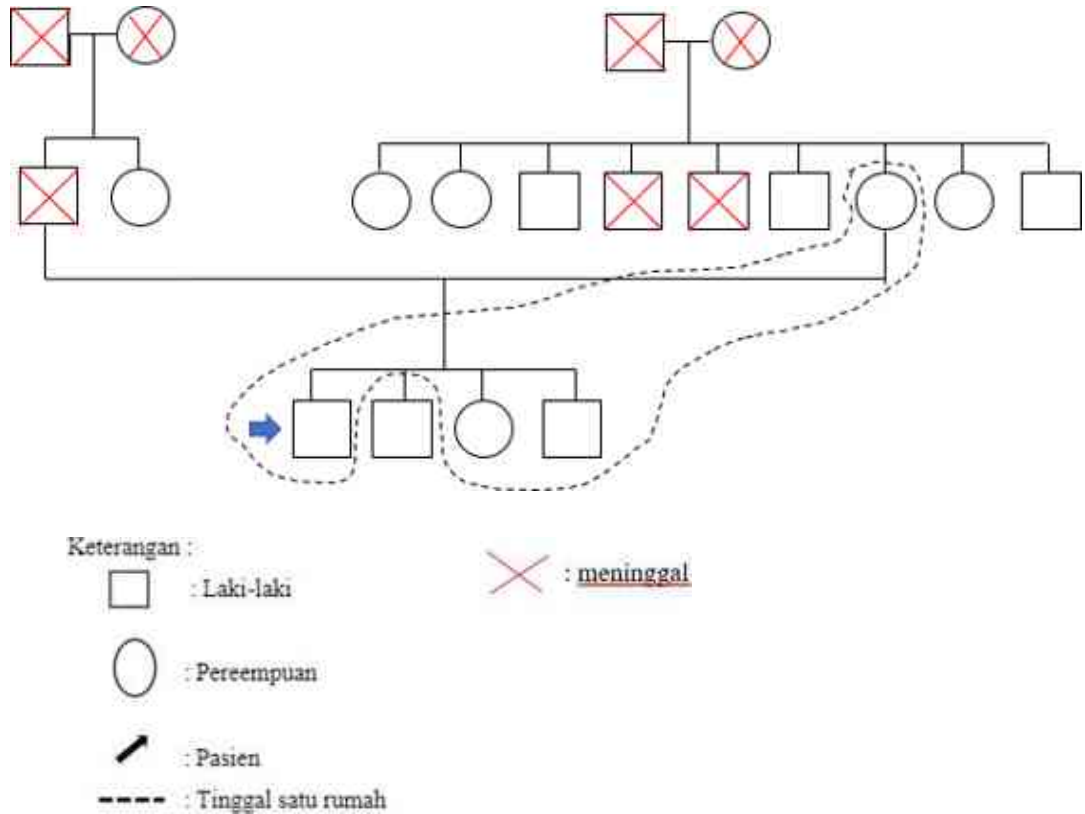 Keterangan :
: Laki-laki
: meninggal
: Pereempuan
: Pasien
: Tinggal satu rumah